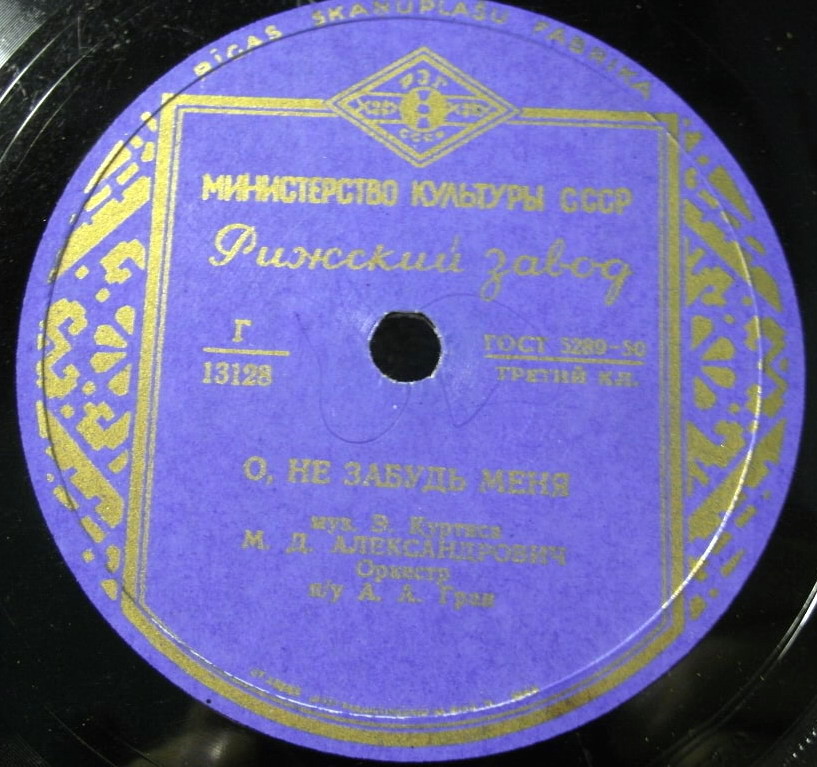 RĪGAS SKAŅUPLAŠU FABRIKA
РЗГ
СССР
МИНИСТЕРСТВО КУЛЬТУРЫ СССР
Рижский завод
Г
13128
ГОСТ 5289-50
ТРЕТИЙ КЛ.
О, НЕ ЗАБУДЬ МЕНЯ
муз. Э. Куртиса
М. Д. АЛЕКСАНДРОВИЧ
Оркестр
п/у А. А. Грав